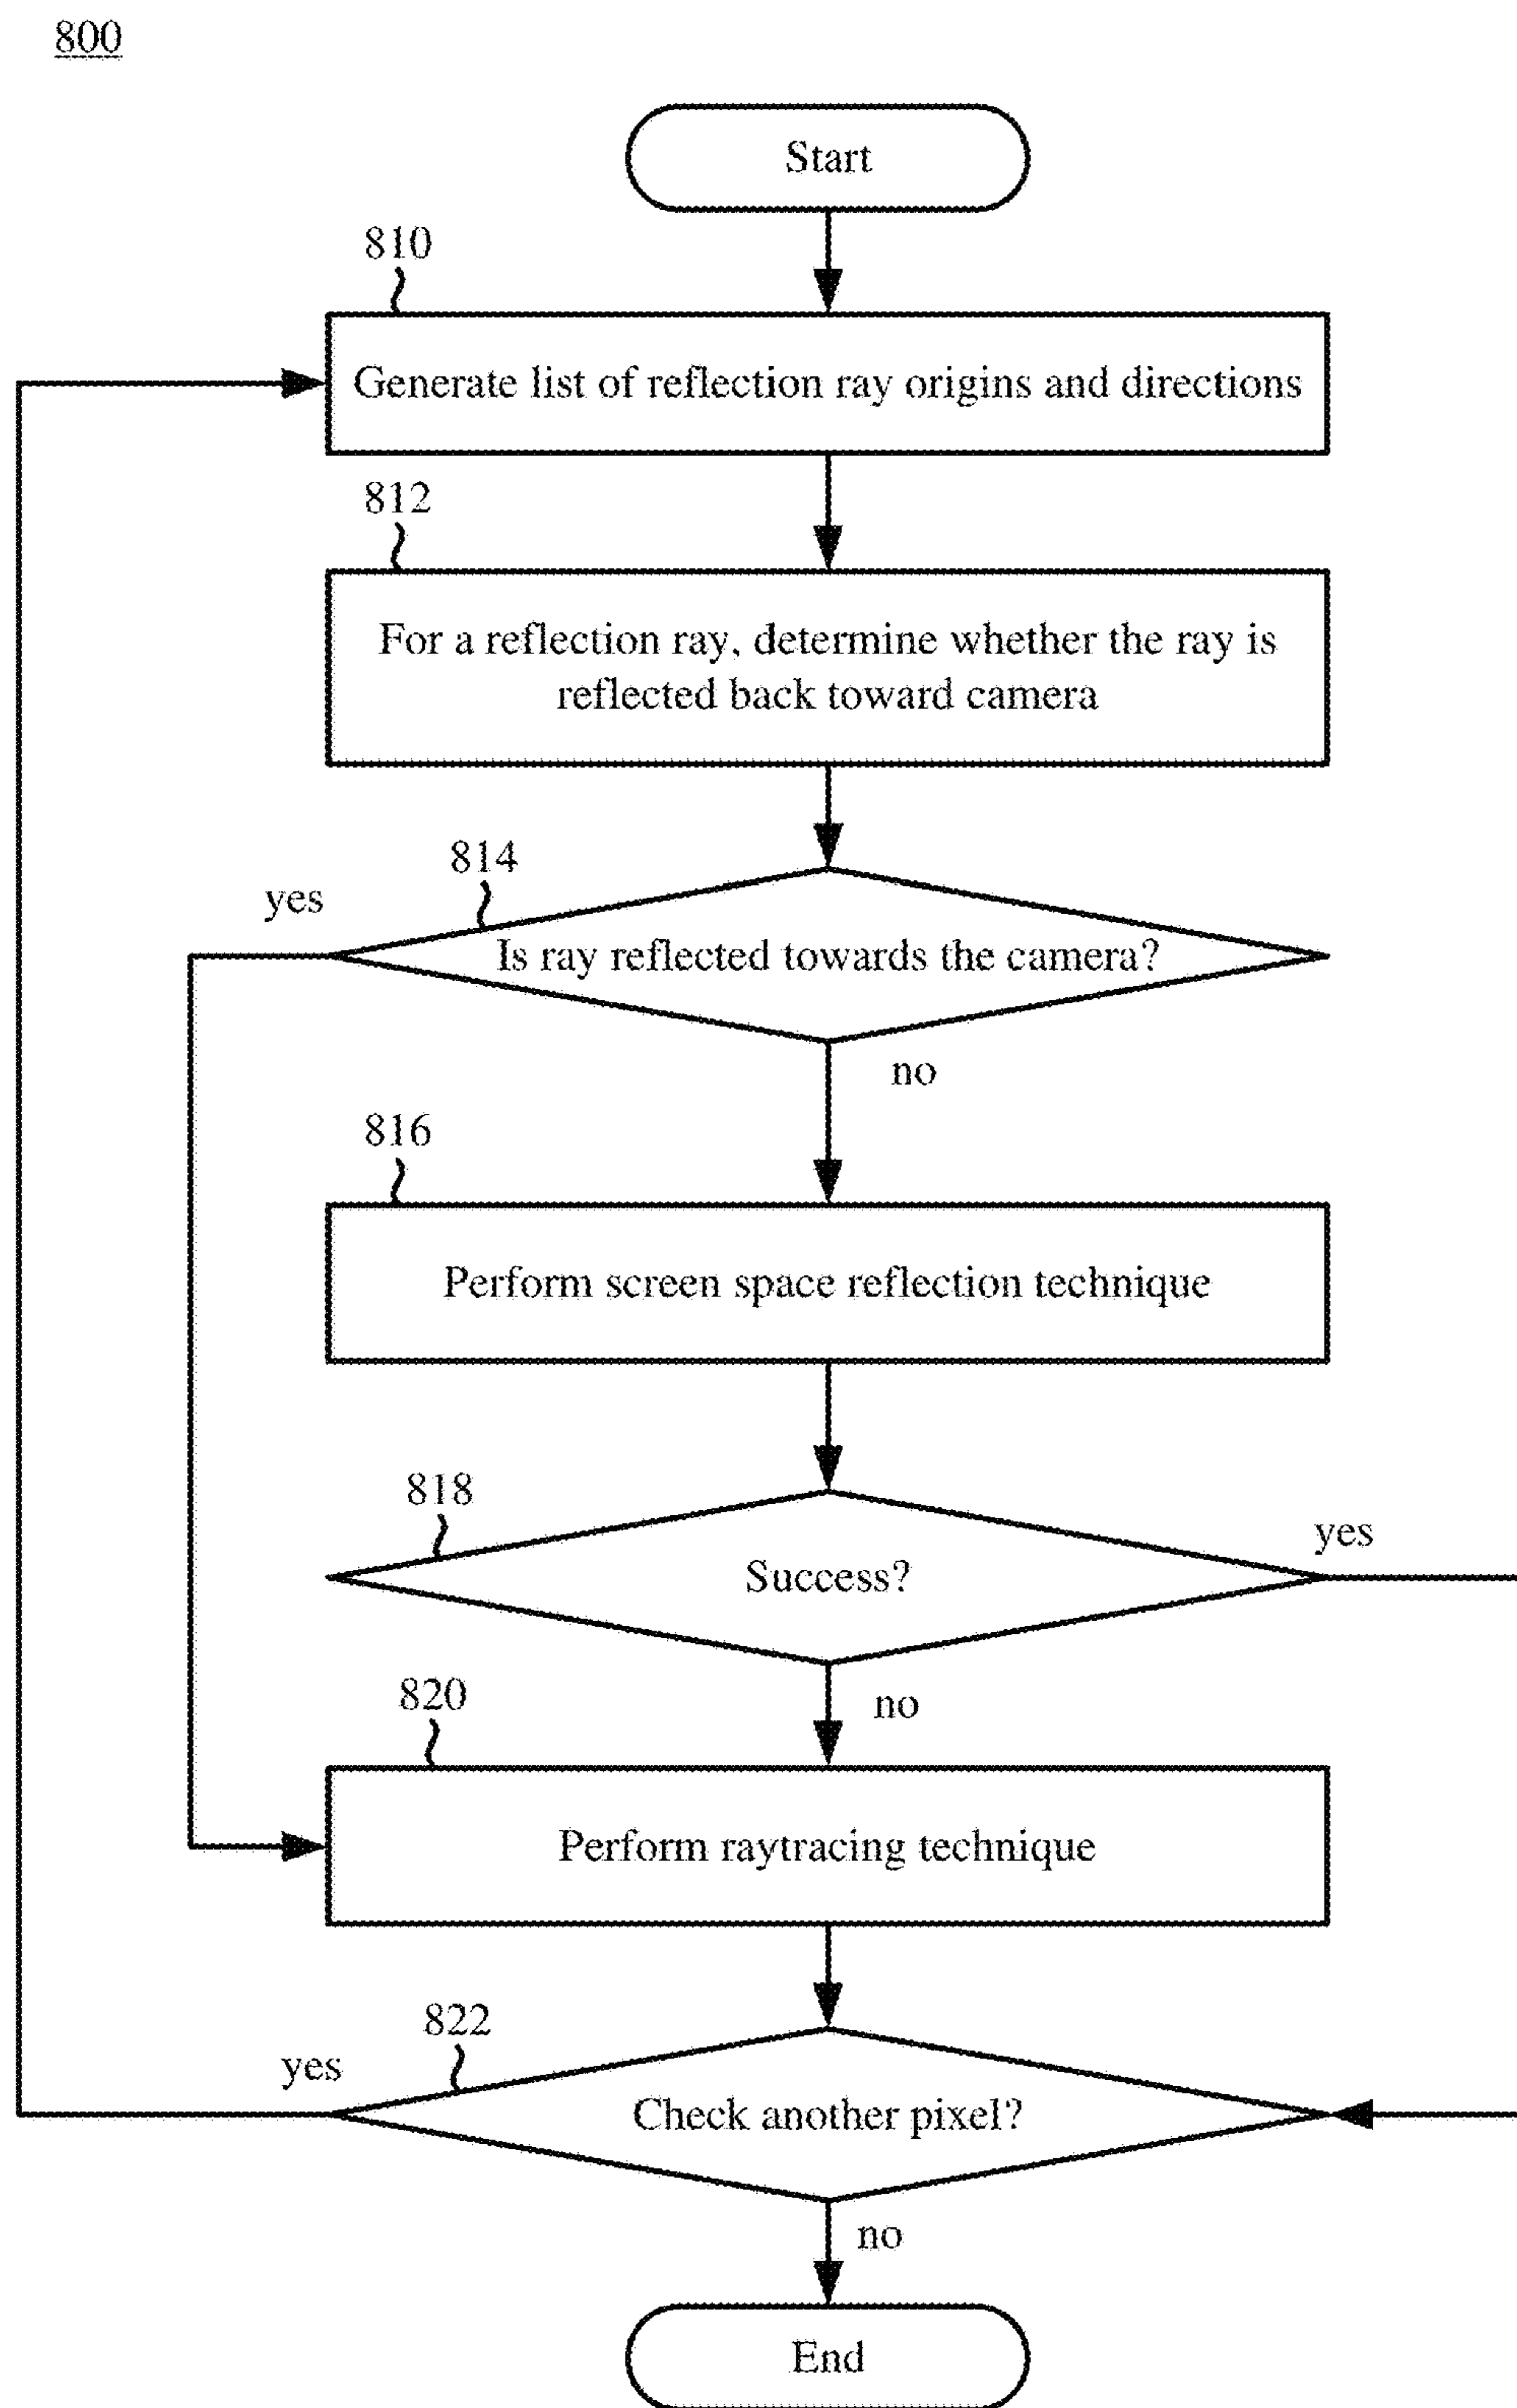 800
Start
810
Generate list of reflection ray origins and directions
812
For a reflection ray, determine whether the ray is
reflected back toward camera
814
yes
Is ray reflected towards the camera?
no
816
Perform screen space reflection technique
818
yes
Success?
no
820
Perform raytracing technique
822
yes
Check another pixel?
no
End